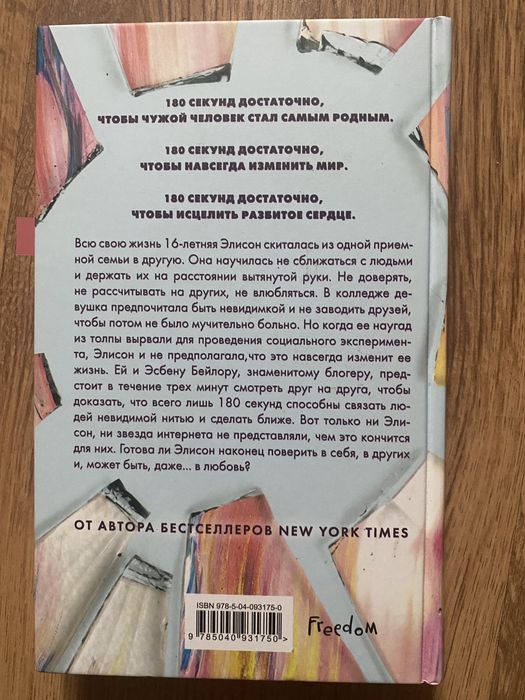 180 СЕКУНД ДОСТАТОЧНО,
ЧТОБЫ ЧУЖОЙ ЧЕЛОВЕК СТАЛ САМЫМ РОДНЫМ.
180 СЕКУНД ДОСТАТОЧНО,
ЧТОБЫ НАВСЕГДА ИЗМЕНИТЬ МИР.
180 СЕКУНД ДОСТАТОЧНО,
ЧТОБЫ ИСЦЕЛИТЬ РАЗБИТОЕ СЕРДЦЕ.
Всю свою жизнь 16-летняя Элисон скиталась из одной прием-
ной семьи в другую. Она научилась не сближаться с людьми
и держать их на расстоянии вытянутой руки. Не доверять,
не рассчитывать на других, не влюбляться. В колледже де-
вушка предпочитала быть невидимкой и не заводить друзей,
чтобы потом не было мучительно больно. Но когда ее наугад
из толпы вырвали для проведения социального эксперимен-
та, Элисон и не предполагала,что это навсегда изменит ее
жизнь. Ей и Эсбену Бейлору, знаменитому блогеру, пред-
стоит в течение трех минут смотреть друг на друга, чтобы
доказать, что всего лишь 180 секунд способны связать лю-
дей невидимой нитью и сделать ближе. Вот только ни Эли-
сон, ни звезда интернета не представляли, чем это кончится
для них. Готова ли Элисон наконец поверить в себя, в других
и, может быть, даже... в любовь?
ОТ АВТОРА БЕСТСЕЛЛЕРОВ NEW YORK TIMES
ISBN 978-5-04-093175-0
9 785040 931750 >
Freedom